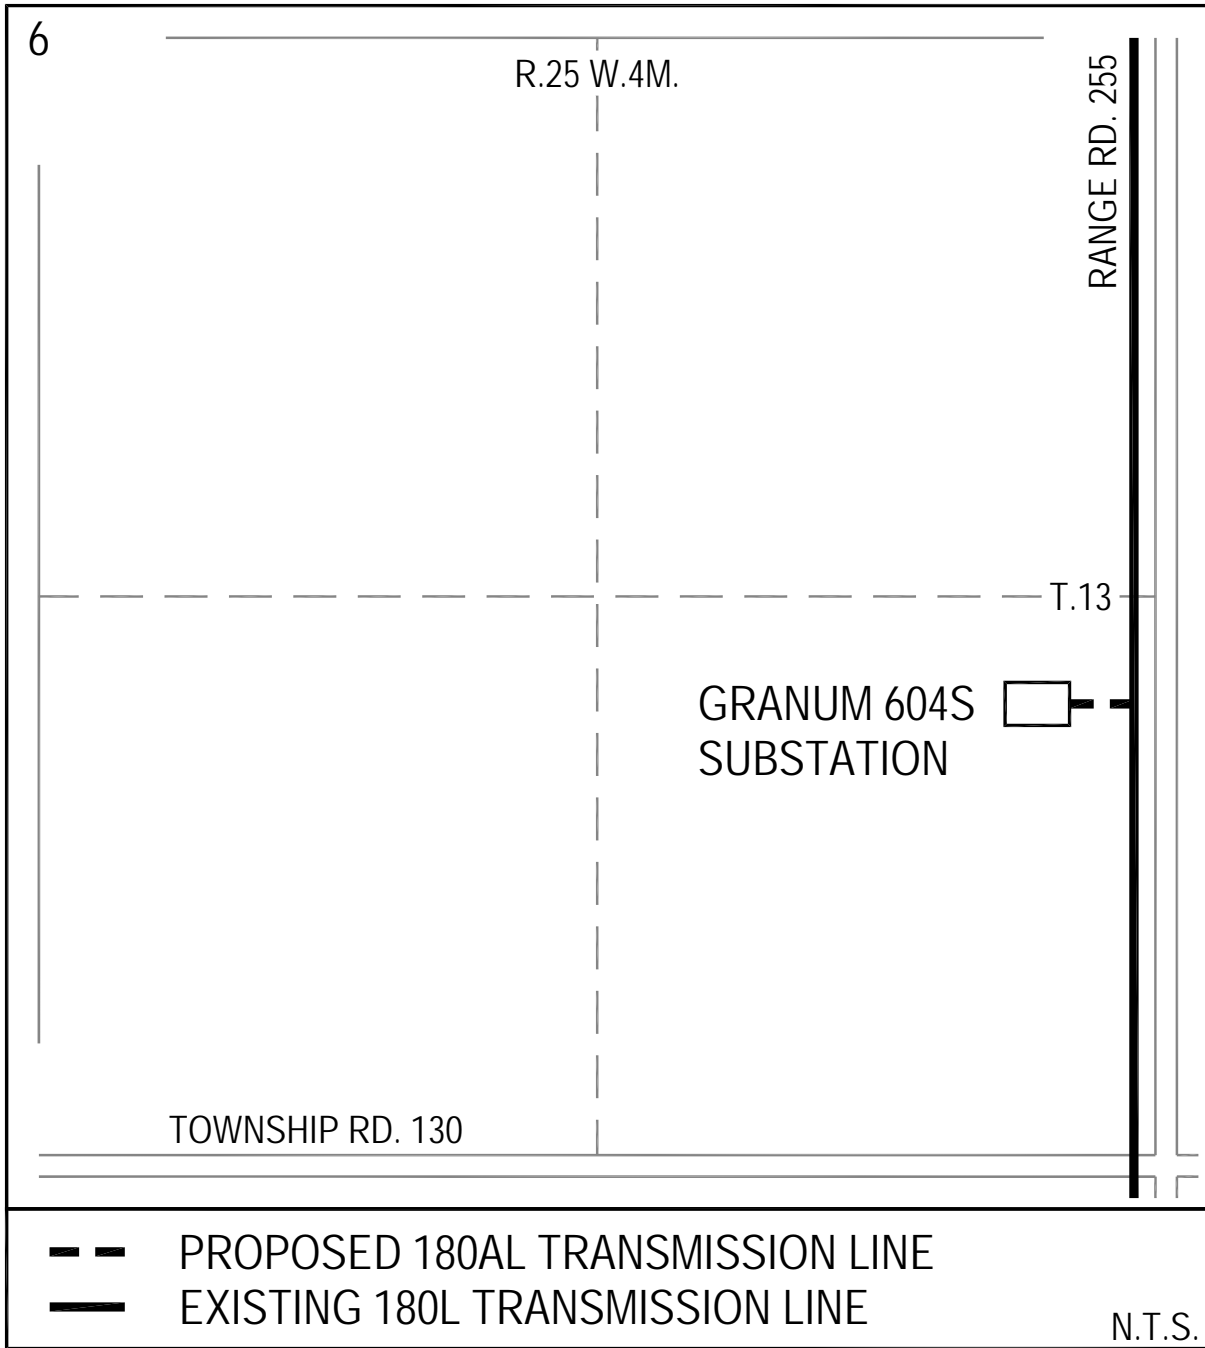 6
R.25 W.4M.
RANGE RD. 255
T.13
GRANUM 604S
SUBSTATION
TOWNSHIP RD. 130
PROPOSED 180AL TRANSMISSION LINE
EXISTING 180L TRANSMISSION LINE
N.T.S.